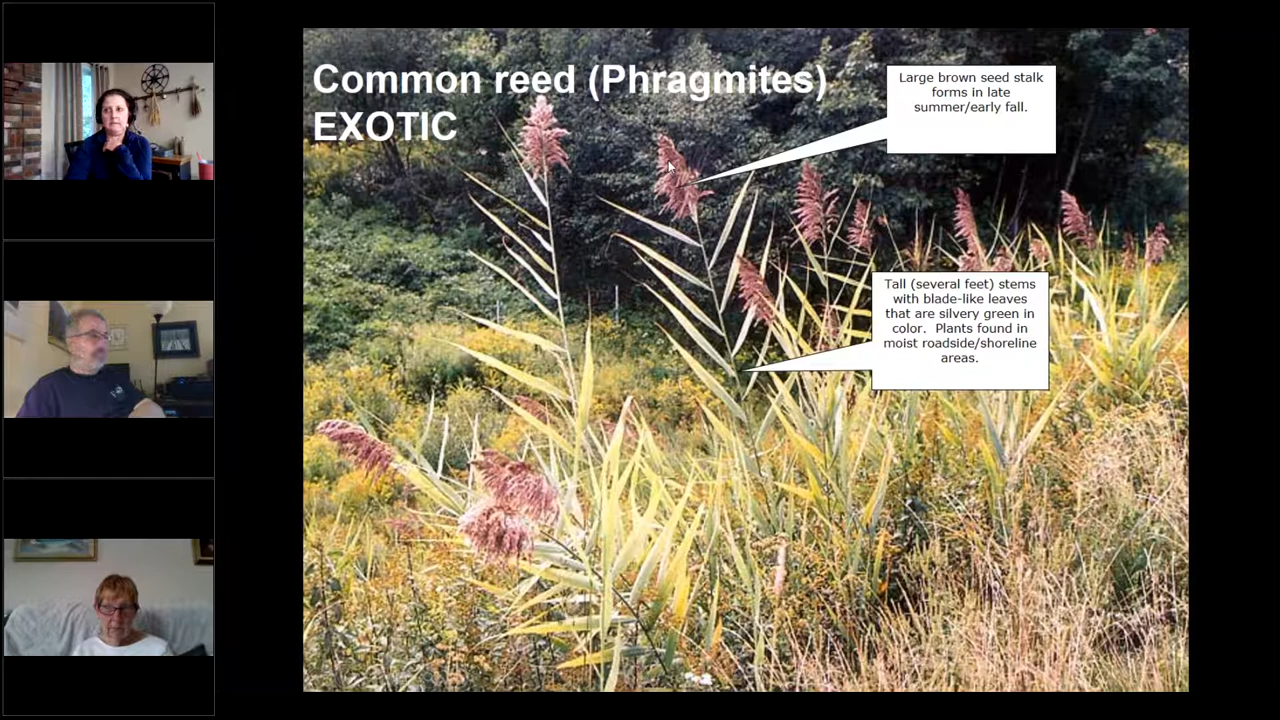 Common reed (Phragmites)
EXOTIC
Large brown seed stalk
forms in late
summer/early fall.
Tall (several feet) stems
with blade-like leaves
that are silvery green in
color. Plants found in
moist roadside/shoreline
areas.